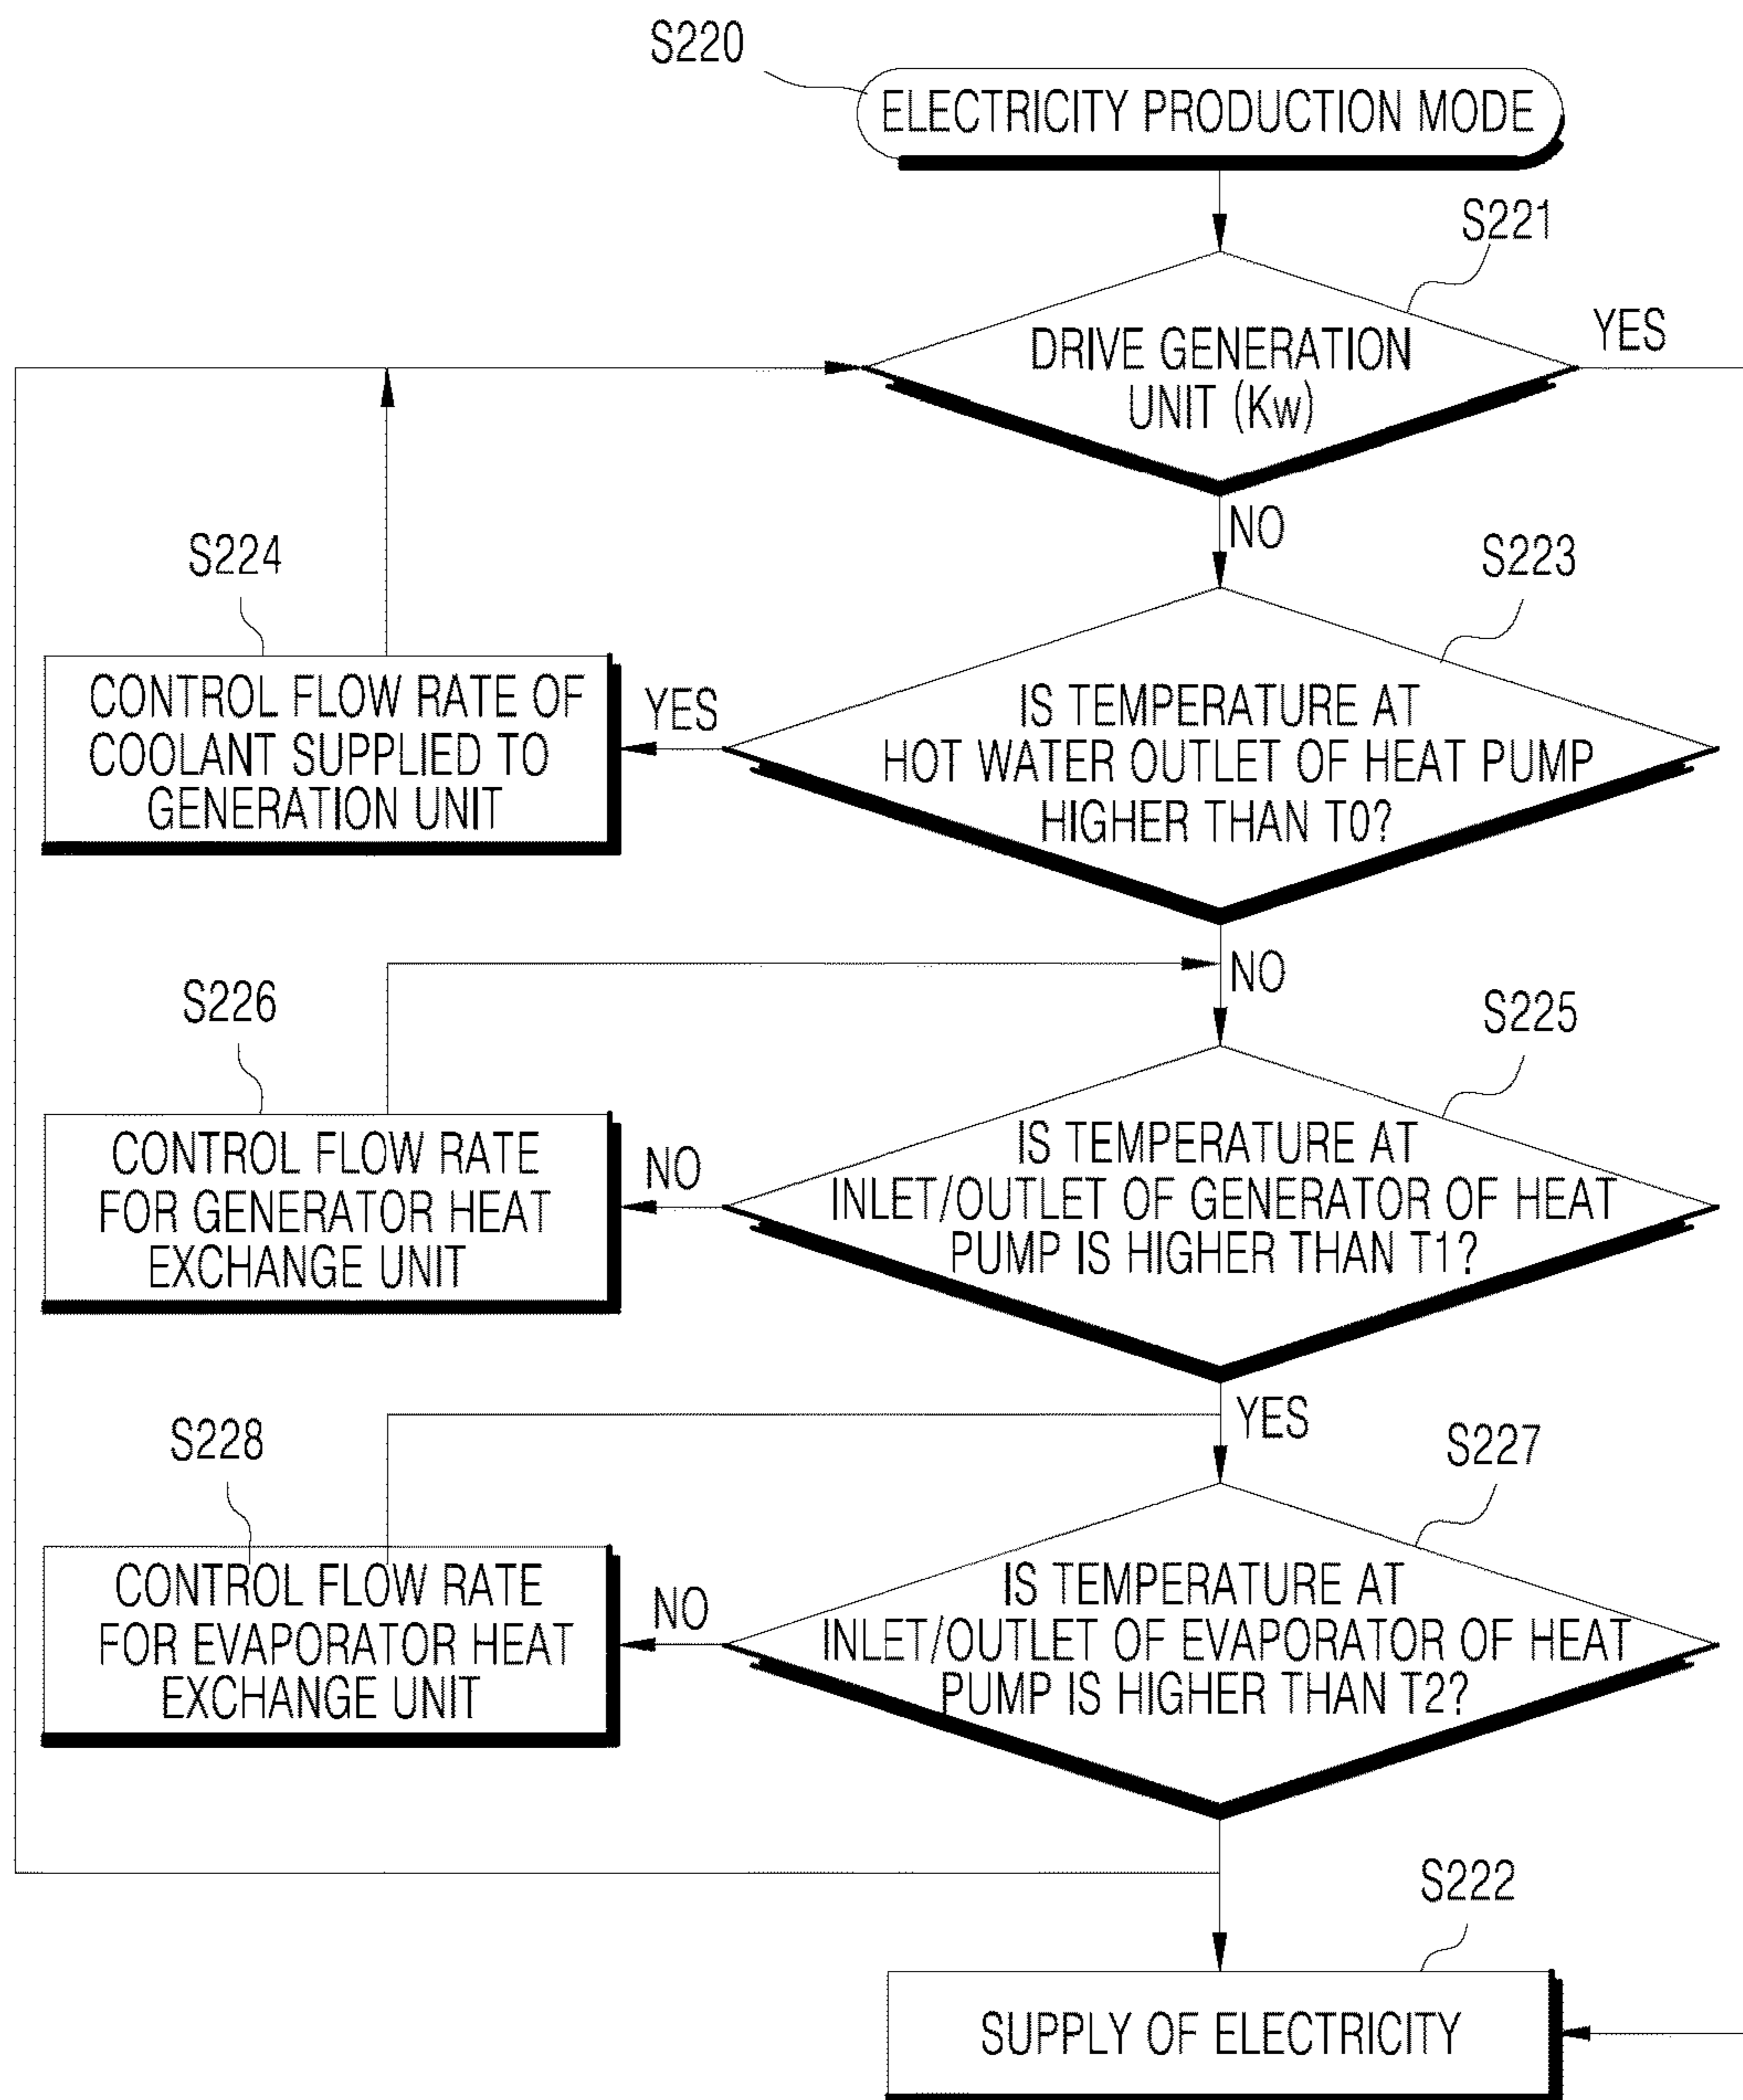 S220
ELECTRICITY PRODUCTION MODE
S221
DRIVE GENERATION
UNIT (Kw)
YES
NO
S224
CONTROL FLOW RATE OF
COOLANT SUPPLIED TO
GENERATION UNIT
YES
S223
IS TEMPERATURE AT
HOT WATER OUTLET OF HEAT PUMP
HIGHER THAN T0?
NO
S226
CONTROL FLOW RATE
FOR GENERATOR HEAT
EXCHANGE UNIT
NO
S225
IS TEMPERATURE AT
INLET/OUTLET OF GENERATOR OF HEAT
PUMP IS HIGHER THAN T1?
YES
S228
CONTROL FLOW RATE
FOR EVAPORATOR HEAT
EXCHANGE UNIT
NO
S227
IS TEMPERATURE AT
INLET/OUTLET OF EVAPORATOR OF HEAT
PUMP IS HIGHER THAN T2?
S222
SUPPLY OF ELECTRICITY